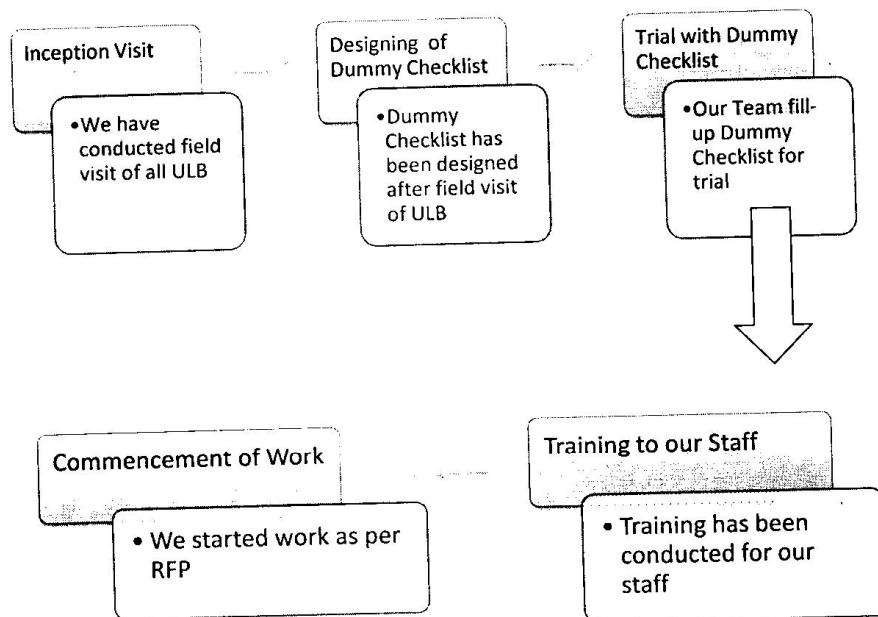 Inception Visit
•We have
conducted field
visit of all ULB
Designing of
Dummy Checklist
•Dummy
Checklist has
been designed
after field visit
of ULB
Trial with Dummy
Checklist
•Our Team fill-
up Dummy
Checklist for
trial
Training to our Staff
• Training has been
conducted for our
staff
Commencement of Work
• We started work as per
RFP